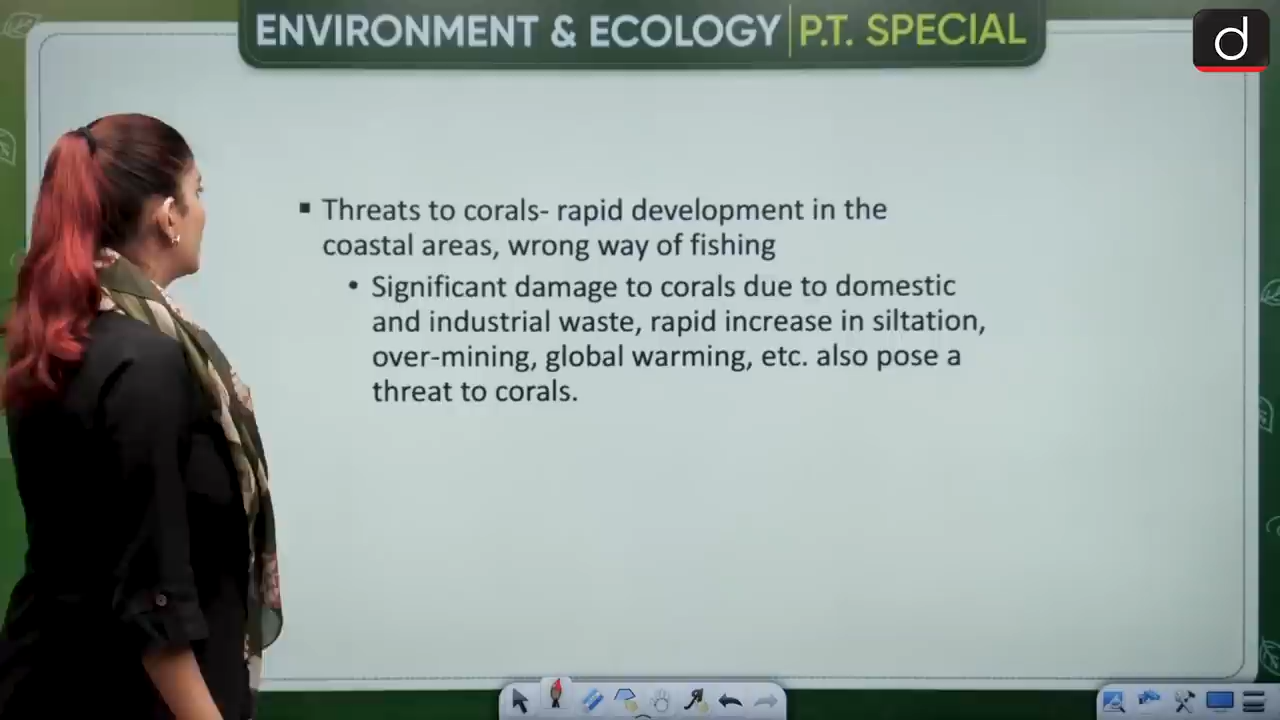 ENVIRONMENT & ECOLOGY | P.T. SPECIAL
d
▪ Threats to corals- rapid development in the
coastal areas, wrong way of fishing
• Significant damage to corals due to domestic
and industrial waste, rapid increase in siltation,
over-mining, global warming, etc. also pose a
threat to corals.